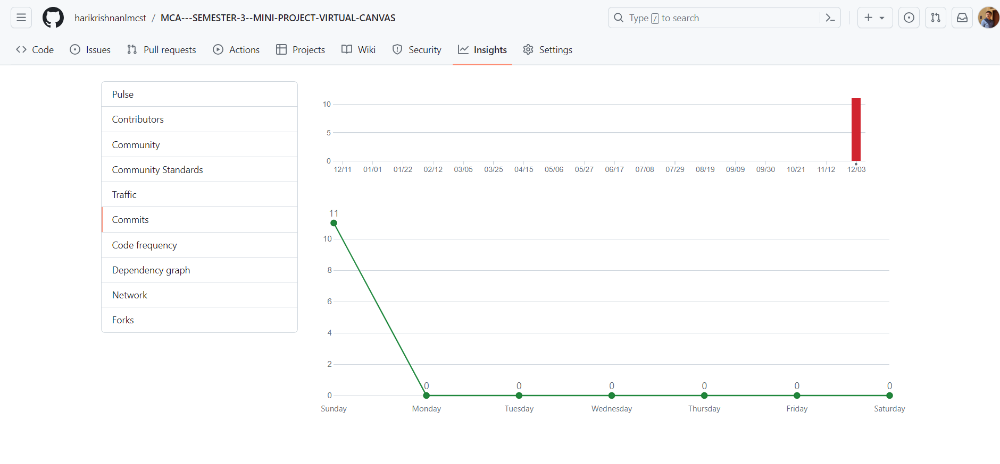 harikrishnanlmcst / MCA---SEMESTER-3--MINI-PROJECT-VIRTUAL-CANVAS
Type / to search
Code
Issues
Pull requests
Actions
Projects
Wiki
Security
Insights
Settings
Pulse
Contributors
Community
Community Standards
Traffic
Commits
Code frequency
Dependency graph
Network
Forks
10
5
0
12/11 01/01 01/22 02/12 03/05 03/25 04/15 05/06 05/27 06/17 07/08 07/29 08/19 09/09 09/30 10/21 11/12 12/03
11
10
8
6
4
2
0 0 0 0 0 0
0
Sunday Monday Tuesday Wednesday Thursday Friday Saturday